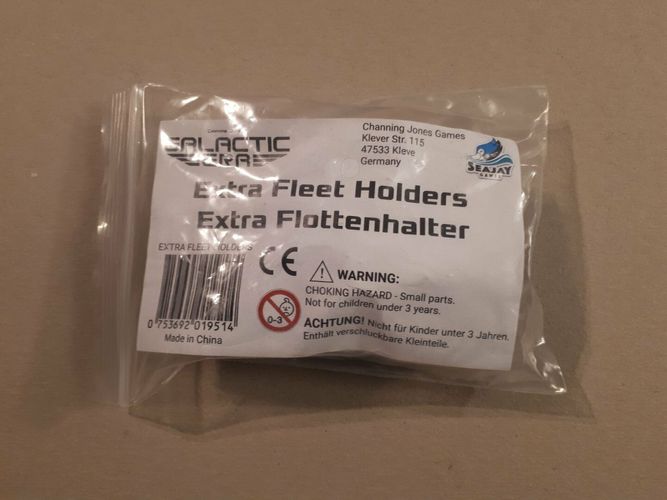 GALACTIC
ERA
Channing Jones Games
Klever Str. 115
47533 Kleve
Germany
SEAJAY
GAMES
Extra Fleet Holders
Extra Flottenhalter
EXTRA FLEET HOLDERS
CE
0 753692 019514
Made in China
WARNING:
CHOKING HAZARD - Small parts.
Not for children under 3 years.
0-3
ACHTUNG! Nicht für Kinder unter 3 Jahren.
Enthält verschluckbare Kleinteile.